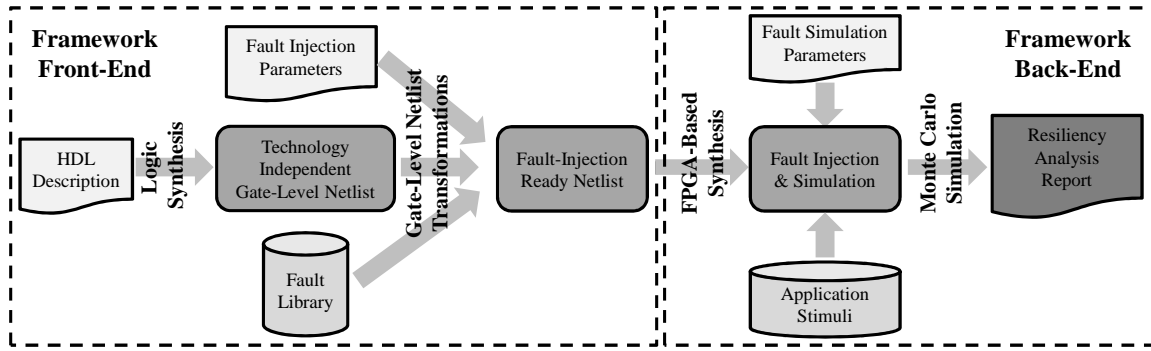 Framework
Front-End
Fault Injection
Parameters
HDL
Description
Logic
Synthesis
Technology
Independent
Gate-Level Netlist
Gate-Level Netlist
Transformations
Fault
Library
Fault-Injection
Ready Netlist
FPGA-Based
Synthesis
Fault Simulation
Parameters
Framework
Back-End
Fault Injection
& Simulation
Monte Carlo
Simulation
Resiliency
Analysis
Report
Application
Stimuli